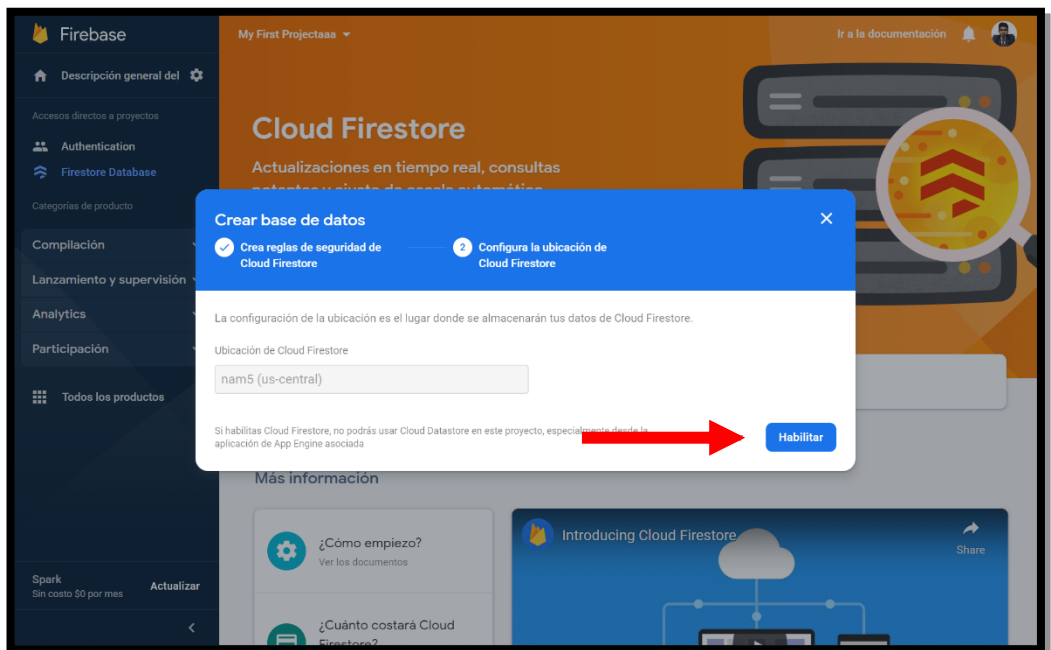 Firebase
My First Projectaaa
Ir a la documentación
Descripción general del
Accesos directos a proyectos
Authentication
Firestore Database
Categorías de producto
Compilación
Lanzamiento y supervisión
Analytics
Participación
Todos los productos
Spark
Sin costo $0 por mes
Actualizar
Cloud Firestore
Actualizaciones en tiempo real, consultas
potentes y ajuste de escala automático
Crear base de datos
Crea reglas de seguridad de
Cloud Firestore
2
Configura la ubicación de
Cloud Firestore
La configuración de la ubicación es el lugar donde se almacenarán tus datos de Cloud Firestore.
Ubicación de Cloud Firestore
nam5 (us-central)
Si habilitas Cloud Firestore, no podrás usar Cloud Datastore en este proyecto, especialmente desde la
aplicación de App Engine asociada
Habilitar
Más información
¿Cómo empiezo?
Ver los documentos
¿Cuánto costará Cloud
Firestore?
Introducing Cloud Firestore
Share